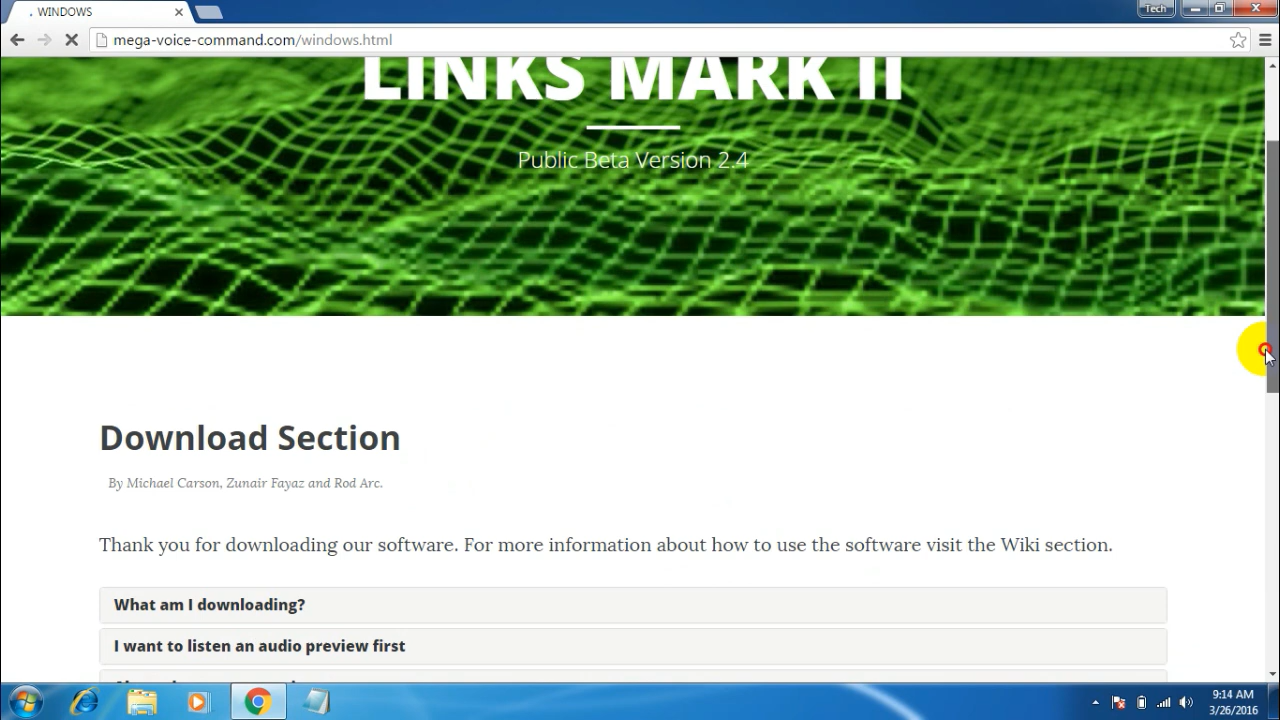 . WINDOWS
Tech
mega-voice-command.com/windows.html
LINKS MARK II
Public Beta Version 2.4
Download Section
By Michael Carson, Zunair Fayaz and Rod Arc.
Thank you for downloading our software. For more information about how to use the software visit the Wiki section.
What am I downloading?
I want to listen an audio preview first
9:14 AM
3/26/2016